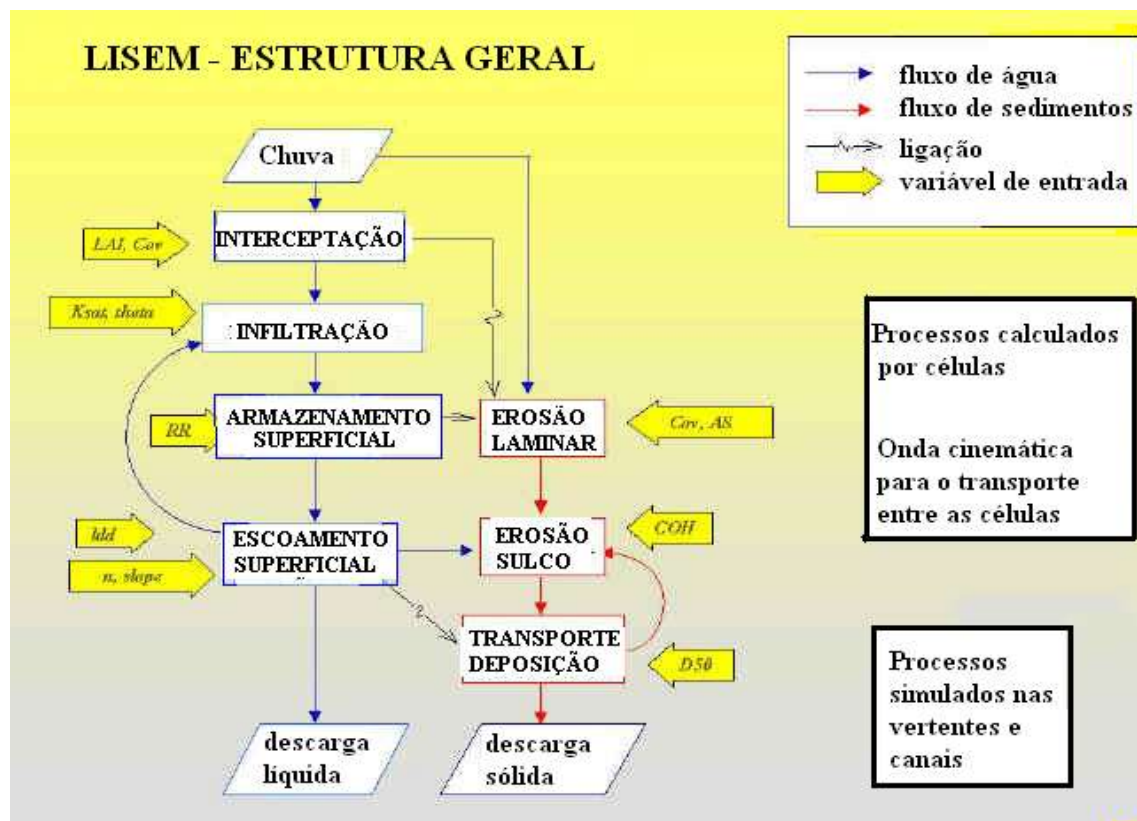 LISEM - ESTRUTURA GERAL
fluxo de água
fluxo de sedimentos
ligação
variável de entrada
Chuva
LAI, Cov
INTERCEPTAÇÃO
Ksat, theta
INFILTRAÇÃO
RR
ARMAZENAMENTO
SUPERFICIAL
EROSÃO
LAMINAR
Cov, AS
ldd
n, slope
ESCOAMENTO
SUPERFICIAL
EROSÃO
SULCO
COH
TRANSPORTE
DEPOSIÇÃO
D50
descarga
líquida
descarga
sólida
Processos calculados
por células
Onda cinemática
para o transporte
entre as células
Processos
simulados nas
vertentes e
canais